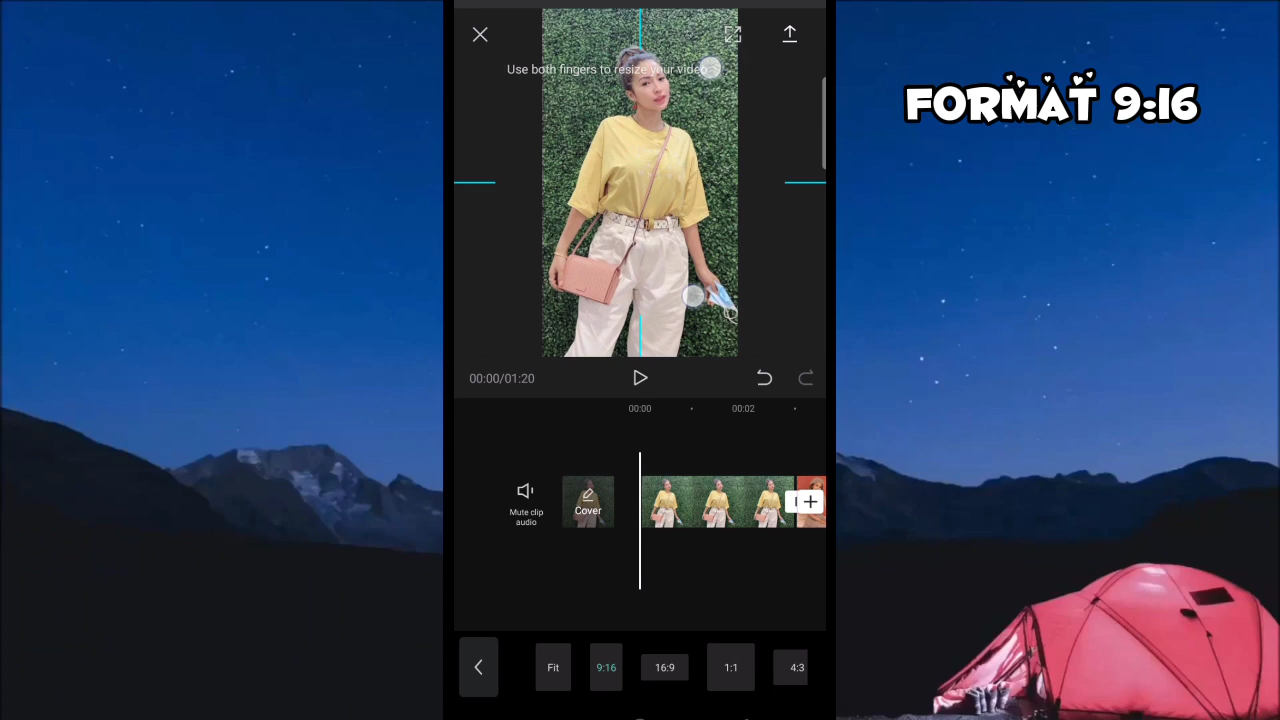 Use both fingers to resize your video
FORMAT 9:16
00:00/01:20
00:00
00:02
Mute clip
audio
Cover
Fit
9:16
16:9
1:1
4:3